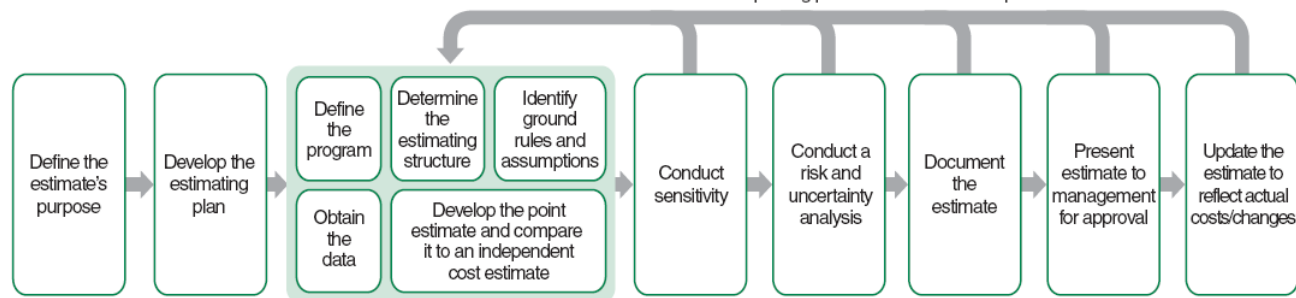 Define the
estimate's
purpose
Develop the
estimating
plan
Define
the
program
Determine
the
estimating
structure
Identify
ground
rules and
assumptions
Obtain
the
data
Develop the point
estimate and compare
it to an independent
cost estimate
Conduct
sensitivity
Conduct a
risk and
uncertainty
analysis
Document
the
estimate
Present
estimate to
management
for approval
Update the
estimate to
reflect actual
costs/changes